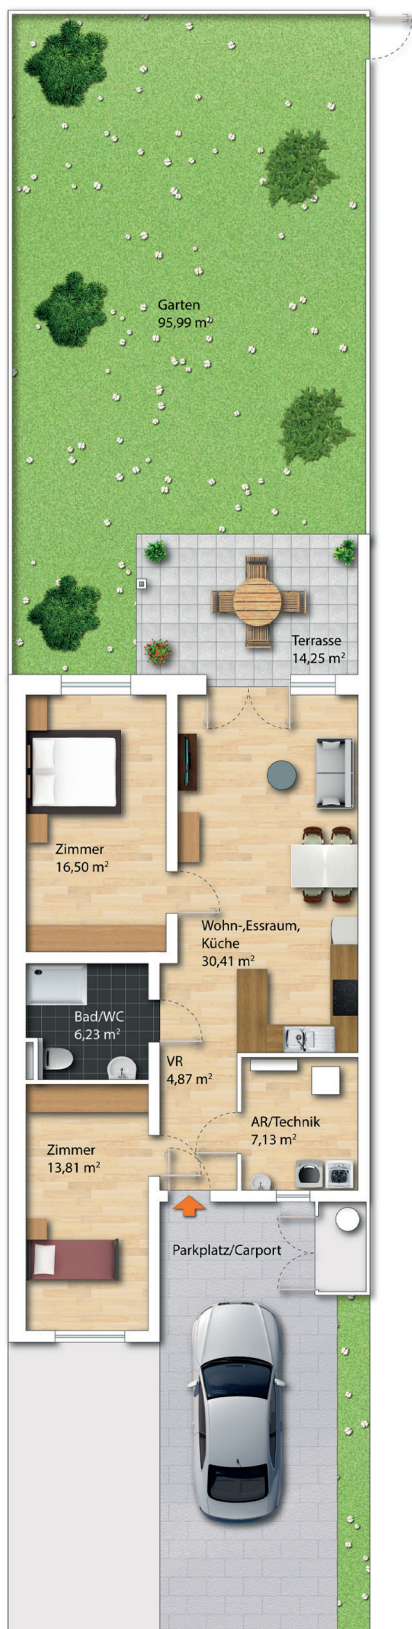 Garten
95,99 m²
Terrasse
14,25 m²
Zimmer
16,50 m²
Wohn-,Essraum,
Küche
30,41 m²
Bad/WC
6,23 m²
VR
4,87 m²
AR/Technik
7,13 m²
Zimmer
13,81 m²
Parkplatz/Carport